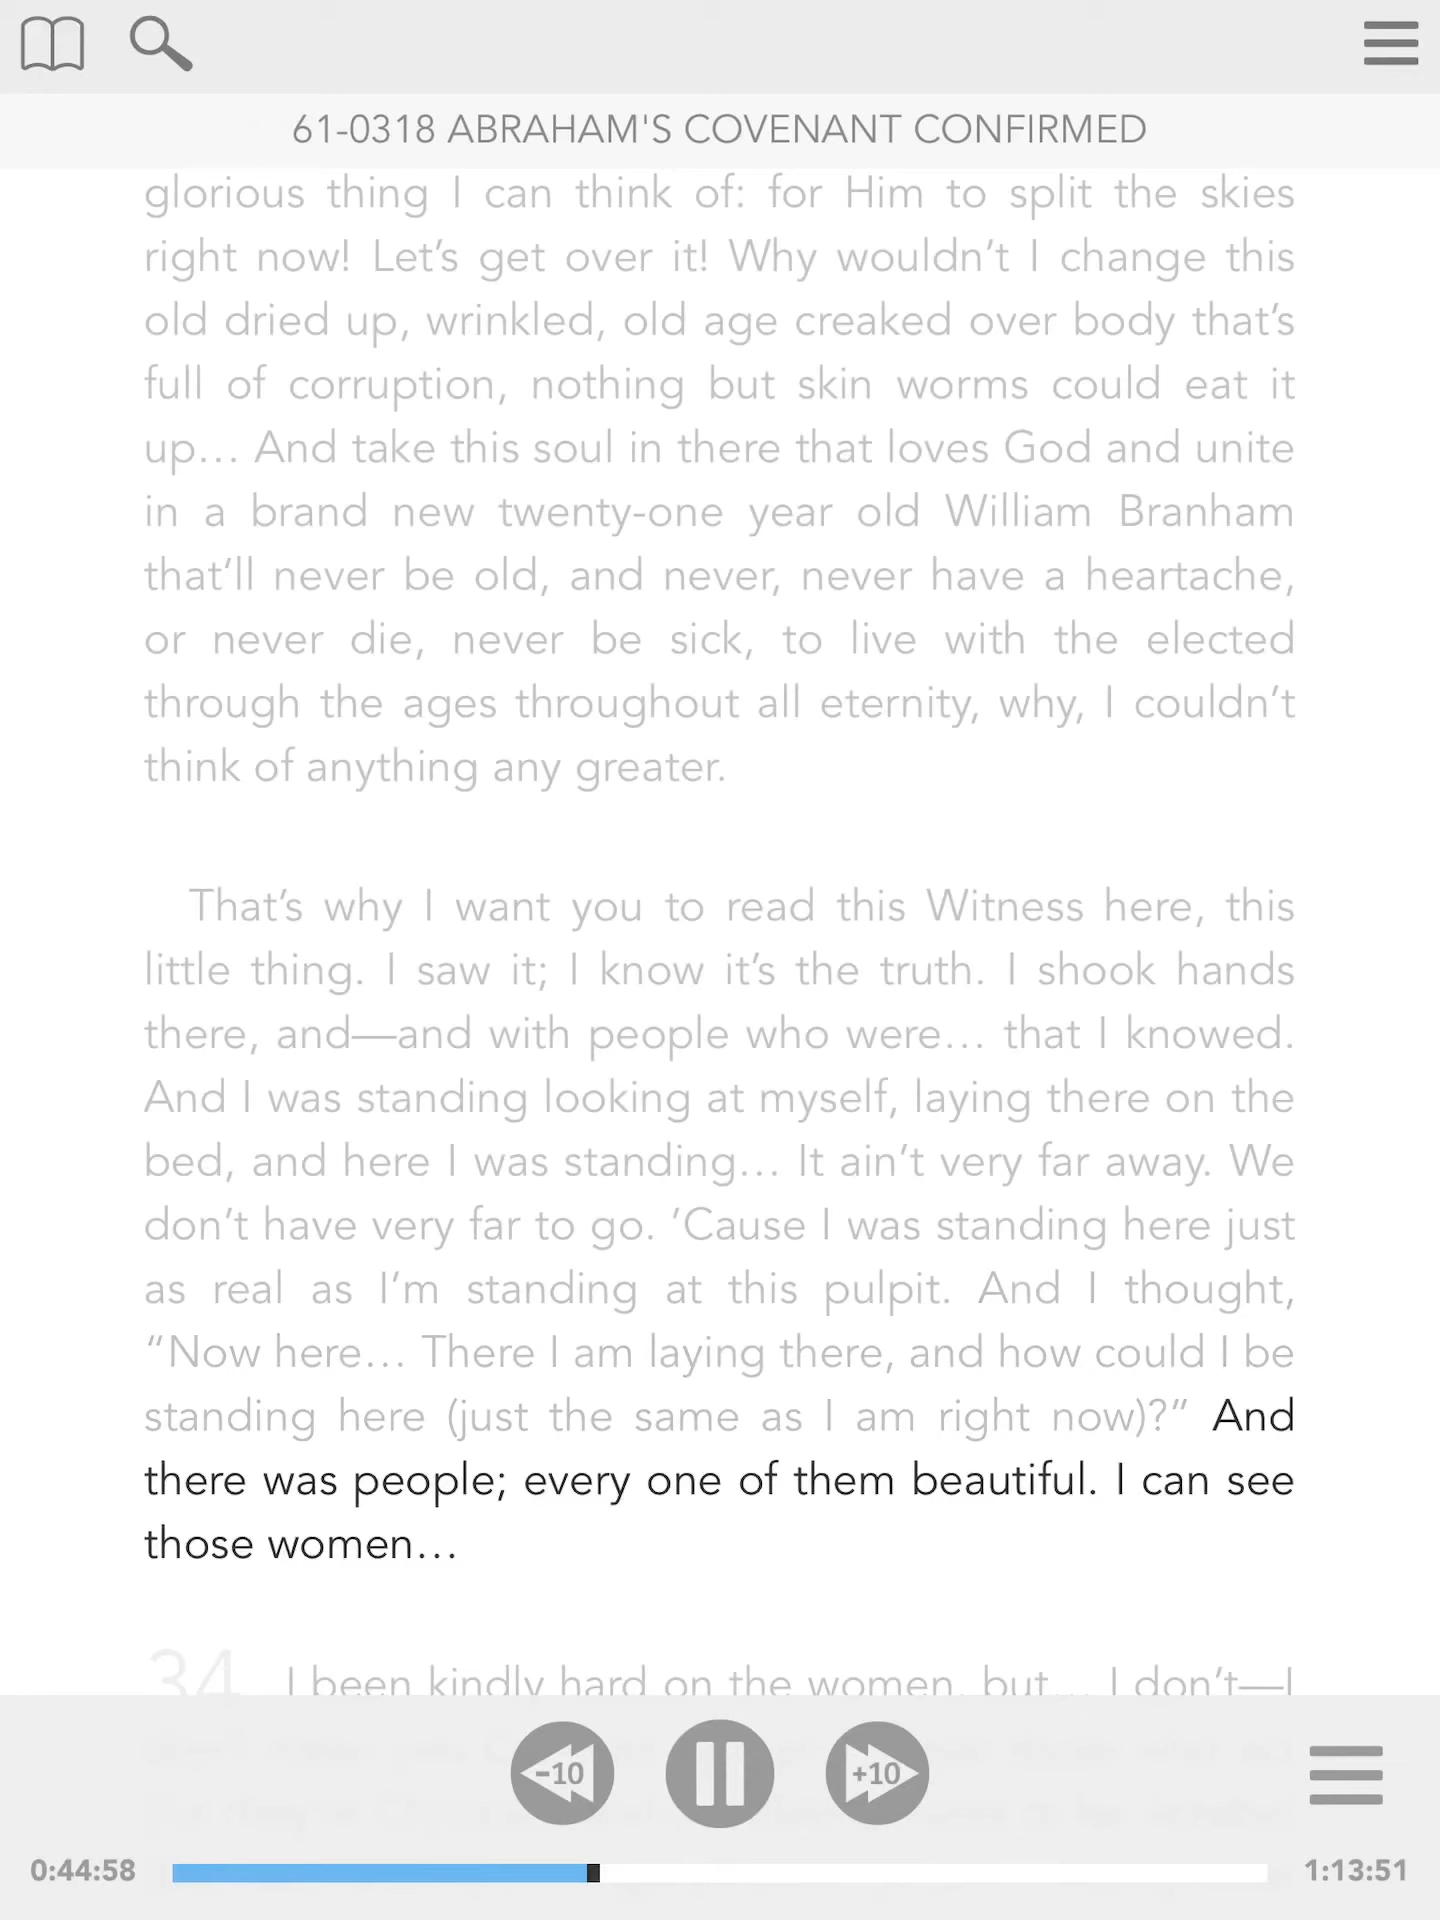 61-0318 ABRAHAM'S COVENANT CONFIRMED
glorious thing I can think of: for Him to split the skies
right now! Let’s get over it! Why wouldn’t I change this
old dried up, wrinkled, old age creaked over body that’s
full of corruption, nothing but skin worms could eat it
up… And take this soul in there that loves God and unite
in a brand new twenty-one year old William Branham
that’ll never be old, and never, never have a heartache,
or never die, never be sick, to live with the elected
through the ages throughout all eternity, why, I couldn’t
think of anything any greater.
That’s why I want you to read this Witness here, this
little thing. I saw it; I know it’s the truth. I shook hands
there, and—and with people who were… that I knowed.
And I was standing looking at myself, laying there on the
bed, and here I was standing… It ain’t very far away. We
don’t have very far to go. ’Cause I was standing here just
as real as I’m standing at this pulpit. And I thought,
“Now here… There I am laying there, and how could I be
standing here (just the same as I am right now)?” And
there was people; every one of them beautiful. I can see
those women…
34 I been kindly hard on the women, but… I don’t—I
-10 +10
0:44:58 1:13:51